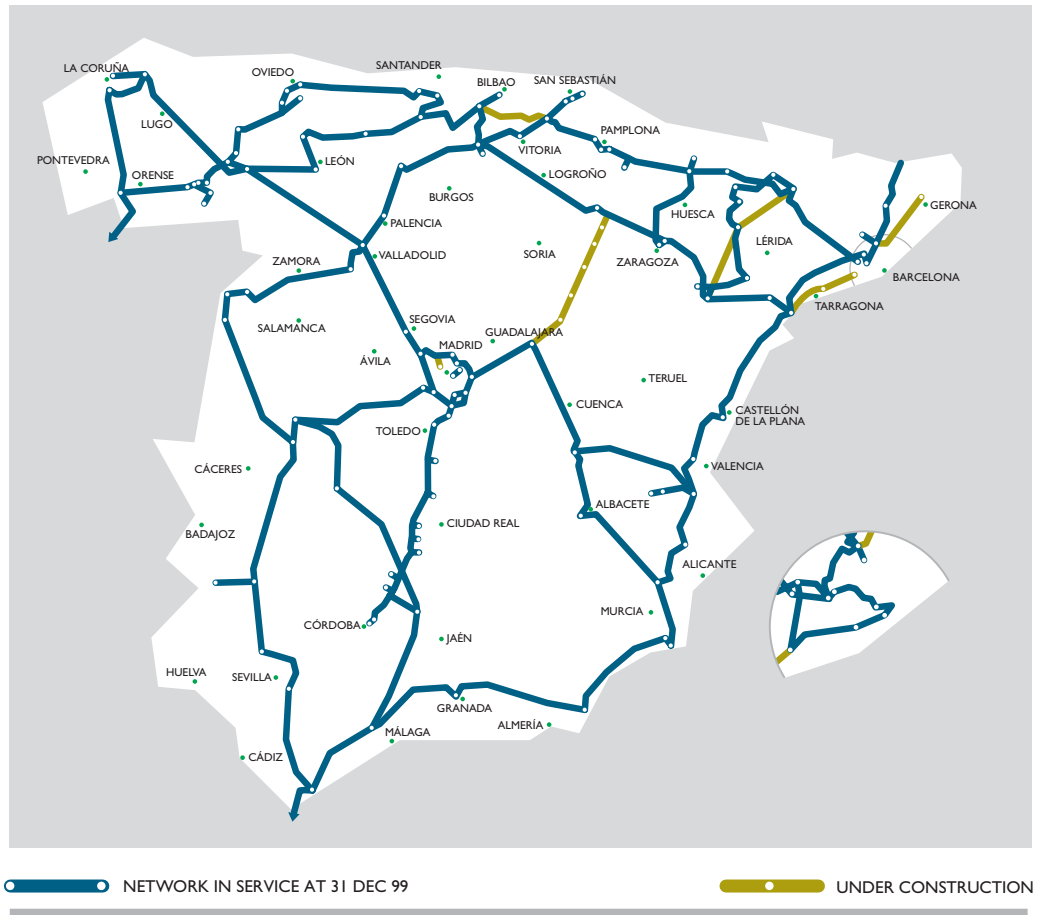 LA CORUÑA
OVIEDO
SANTANDER
BILBAO
SAN SEBASTIÁN
LUGO
PAMPLONA
VITORIA
PONTEVEDRA
LEÓN
ORENSE
LOGROÑO
BURGOS
HUESCA
GERONA
PALENCIA
LÉRIDA
ZAMORA
VALLADOLID
SORIA
ZARAGOZA
BARCELONA
TARRAGONA
SALAMANCA
SEGOVIA
GUADALAJARA
MADRID
ÁVILA
TERUEL
CUENCA
CASTELLÓN
DE LA PLANA
TOLEDO
CÁCERES
VALENCIA
ALBACETE
CIUDAD REAL
BADAJOZ
ALICANTE
MURCIA
CÓRDOBA
JAÉN
HUELVA
SEVILLA
GRANADA
ALMERÍA
MÁLAGA
CÁDIZ
NETWORK IN SERVICE AT 31 DEC 99
UNDER CONSTRUCTION